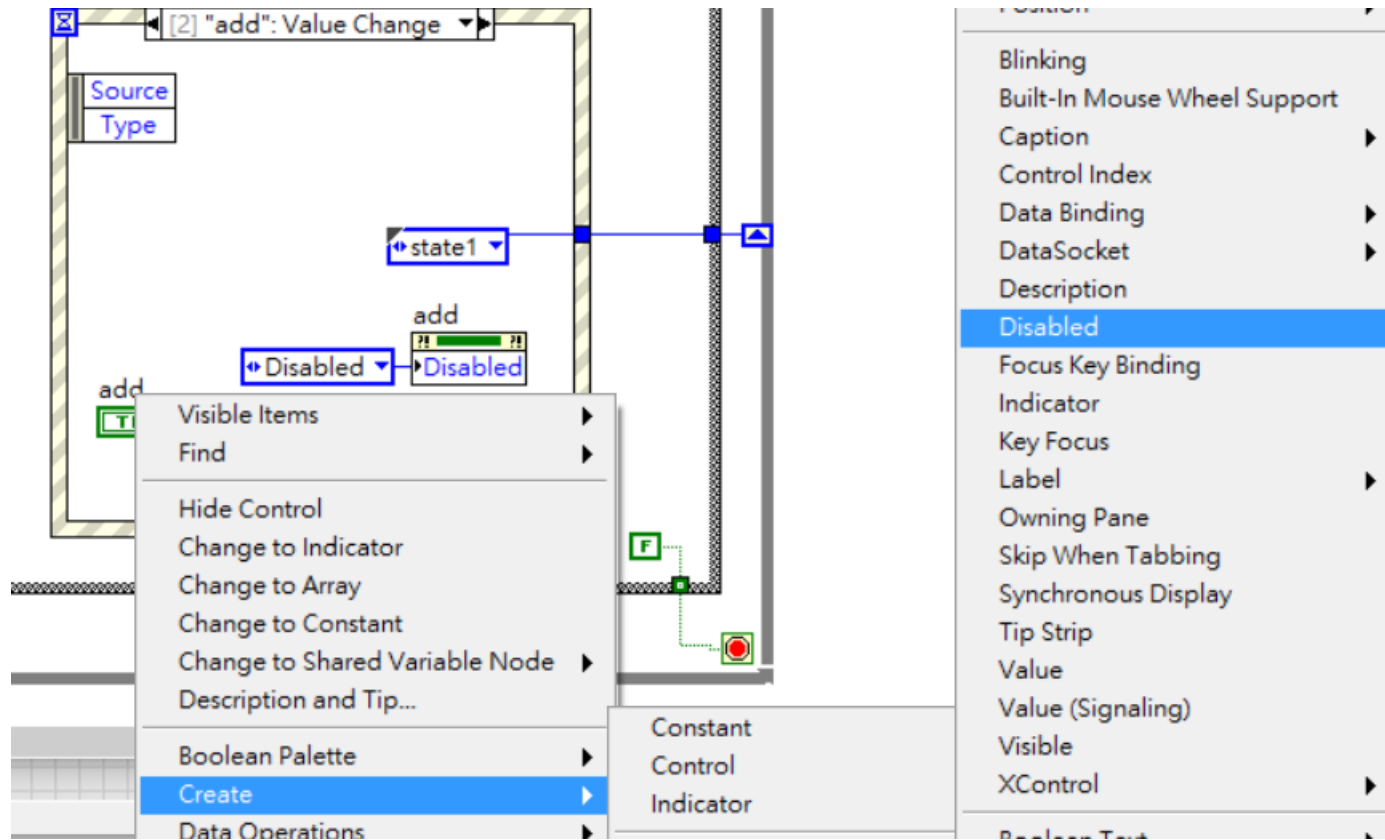 [2] "add": Value Change
Source
Type
state1
add
Disabled
Disabled
add
Visible Items
Find
Hide Control
Change to Indicator
Change to Array
Change to Constant
Change to Shared Variable Node
Description and Tip...
Boolean Palette
Create
Data Operations
F
Constant
Control
Indicator
Position
Blinking
Built-In Mouse Wheel Support
Caption
Control Index
Data Binding
DataSocket
Description
Disabled
Focus Key Binding
Indicator
Key Focus
Label
Owning Pane
Skip When Tabbing
Synchronous Display
Tip Strip
Value
Value (Signaling)
Visible
XControl
Boolean Text